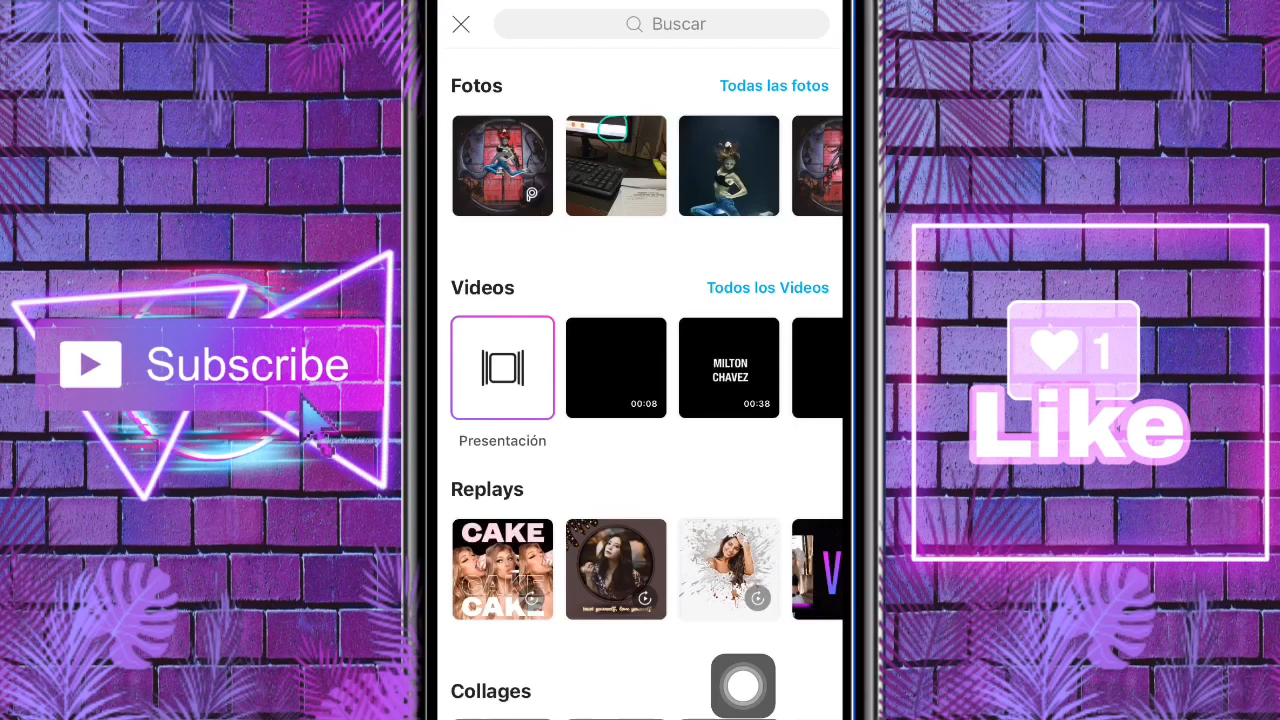 Buscar
Fotos
Todas las fotos
Videos
Todos los Videos
MILTON
CHAVEZ
00:08
00:38
Presentación
Replays
CAKE
CAKE
CAKE
V
Collages
Subscribe
1
Like